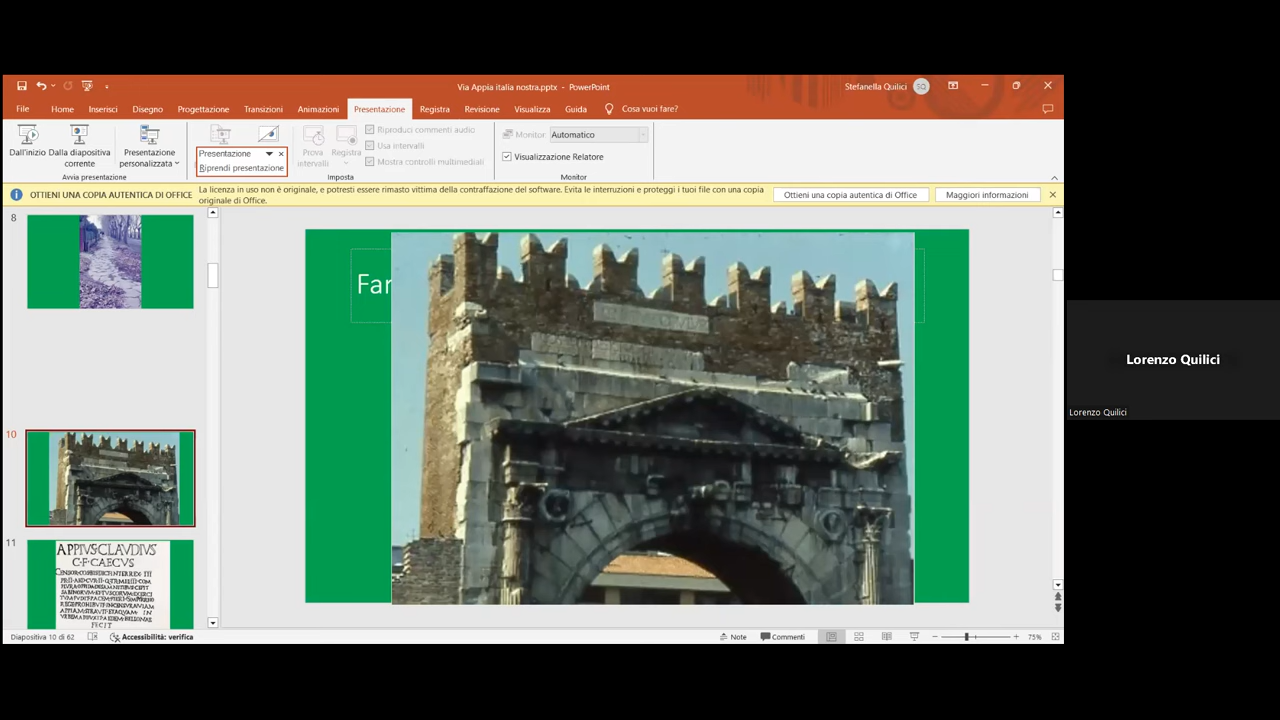 Via Appia italia nostra.pptx - PowerPoint
Stefanella Quilici
SQ
File
Home
Inserisci
Disegno
Progettazione
Transizioni
Animazioni
Presentazione
Registra
Revisione
Visualizza
Guida
Cosa vuoi fare?
Dall'inizio
Dalla diapositiva
corrente
Presentazione
personalizzata
Avvia presentazione
Presentazione
Riprendi presentazione
Prova
intervalli
Registra
Riproduci commenti audio
Usa intervalli
Mostra controlli multimediali
Imposta
Monitor:
Automatico
Visualizzazione Relatore
Monitor
OTTIENI UNA COPIA AUTENTICA DI OFFICE
La licenza in uso non è originale, e potresti essere rimasto vittima della contraffazione del software. Evita le interruzioni e proteggi i tuoi file con una copia
originale di Office.
Ottieni una copia autentica di Office
Maggiori informazioni
8
10
11
APPIVS·CLAVDIVS
C·F·CAECVS
FECIT
Far
Lorenzo Quilici
Lorenzo Quilici
Diapositiva 10 di 62
Accessibilità: verifica
Note
Commenti
75%